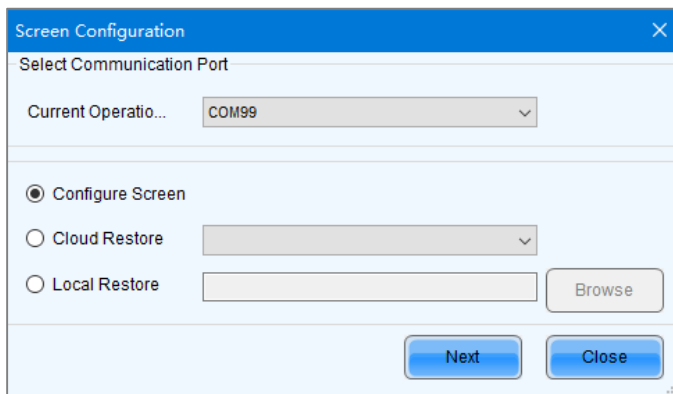 Screen Configuration
Select Communication Port
Current Operatio... COM99
Configure Screen
Cloud Restore
Local Restore Browse
Next Close